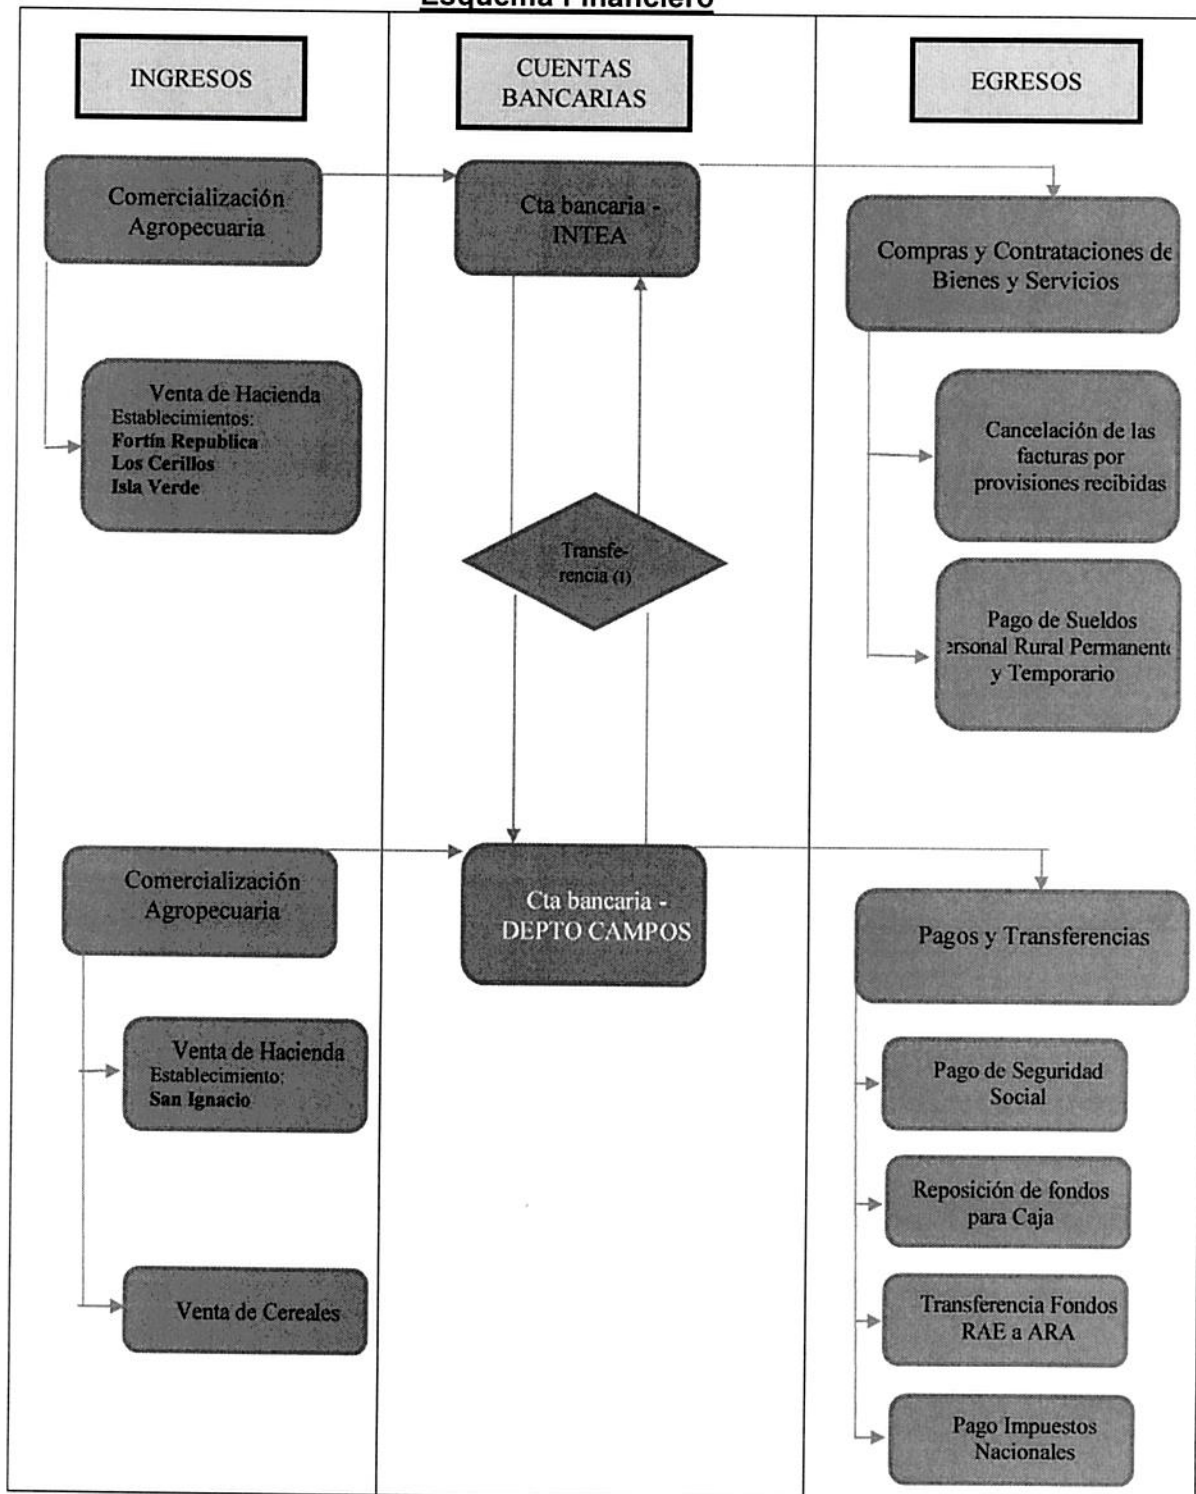 Esquema Financiero
INGRESOS
CUENTAS
BANCARIAS
EGRESOS
Comercialización
Agropecuaria
Cta bancaria -
INTEA
Compras y Contrataciones de
Bienes y Servicios
Venta de Hacienda
Establecimientos:
Fortín Republica
Los Cerillos
Isla Verde
Cancelación de las
facturas por
provisiones recibidas
Transfe-
rencia (1)
Pago de Sueldos
ersonal Rural Permanente
y Temporario
Comercialización
Agropecuaria
Cta bancaria -
DEPTO CAMPOS
Pagos y Transferencias
Venta de Hacienda
Establecimiento:
San Ignacio
Pago de Seguridad
Social
Reposición de fondos
para Caja
Venta de Cereales
Transferencia Fondos
RAE a ARA
Pago Impuestos
Nacionales